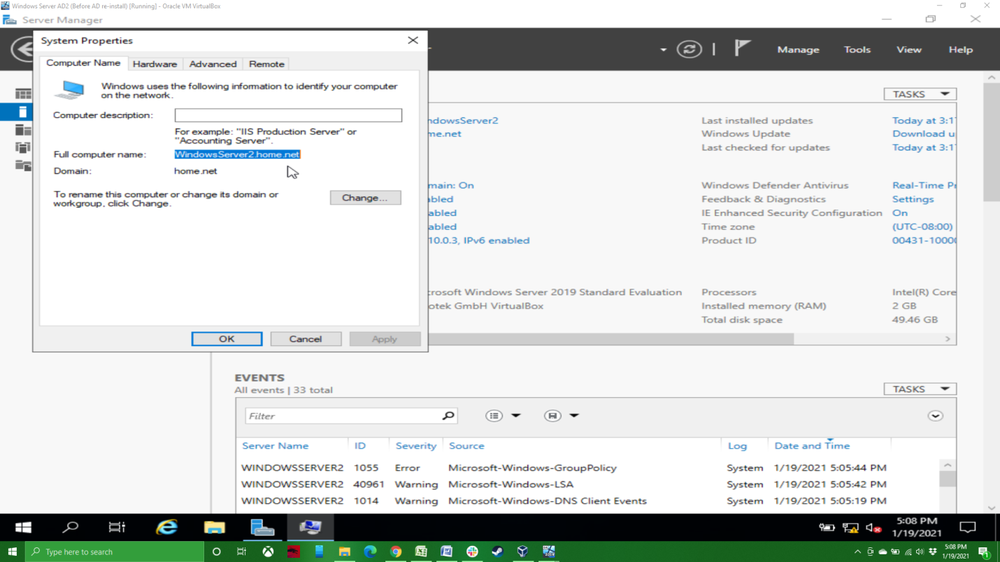 Windows Server AD2 (Before AD re-install) [Running] - Oracle VM VirtualBox
Server Manager
Manage Tools View Help
System Properties
Computer Name Hardware Advanced Remote
Windows uses the following information to identify your computer
on the network.
Computer description:
For example: "IIS Production Server" or
"Accounting Server".
Full computer name: WindowsServer2.home.net
Domain: home.net
To rename this computer or change its domain or
workgroup, click Change.
Change...
OK Cancel Apply
TASKS
ndowsServer2 Last installed updates Today at 3:1
me.net Windows Update Download u
Last checked for updates Today at 3:1
main: On Windows Defender Antivirus Real-Time Pr
bled Feedback & Diagnostics Settings
abled IE Enhanced Security Configuration On
abled Time zone (UTC-08:00)
10.0.3, IPv6 enabled Product ID 00431-1000
crosoft Windows Server 2019 Standard Evaluation Processors Intel(R) Core
otek GmbH VirtualBox Installed memory (RAM) 2 GB
Total disk space 49.46 GB
EVENTS
All events | 33 total
TASKS
Filter
Server Name ID Severity Source Log Date and Time
WINDOWSSERVER2 1055 Error Microsoft-Windows-GroupPolicy System 1/19/2021 5:05:44 PM
WINDOWSSERVER2 40961 Warning Microsoft-Windows-LSA System 1/19/2021 5:05:42 PM
WINDOWSSERVER2 1014 Warning Microsoft-Windows-DNS Client Events System 1/19/2021 5:05:19 PM
5:08 PM
1/19/2021
Type here to search
5:08 PM
1/19/2021